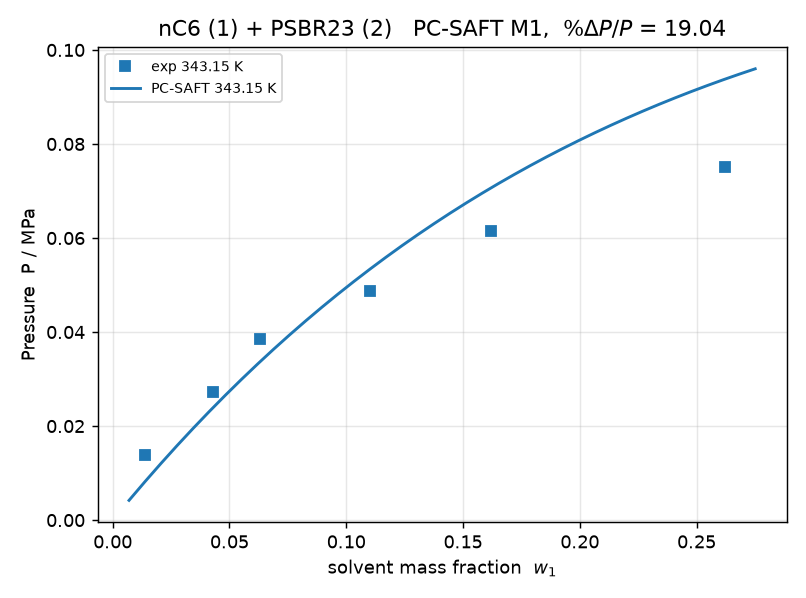 nC6 (1) + PSBR23 (2)   PC-SAFT M1,  %ΔP/P = 19.04
exp 343.15 K
PC-SAFT 343.15 K
Pressure  P / MPa
0.10
0.08
0.06
0.04
0.02
0.00
0.00 0.05 0.10 0.15 0.20 0.25
solvent mass fraction  w₁